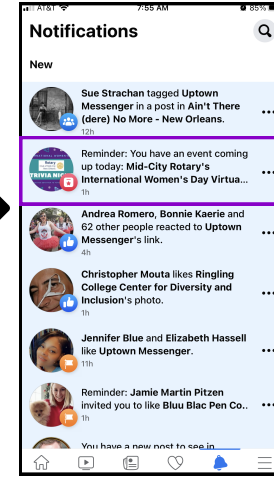 AT&T 7:55 AM 85%
Notifications
New
Sue Strachan tagged Uptown
Messenger in a post in Ain't There
(dere) No More - New Orleans.
12h
Reminder: You have an event coming
up today: Mid-City Rotary's
International Women's Day Virtua...
1h
Rotary
TRIVIA NIG
Andrea Romero, Bonnie Kaerie and
62 other people reacted to Uptown
Messenger's link.
4h
Christopher Mouta likes Ringling
College Center for Diversity and
Inclusion's photo.
1h
Jennifer Blue and Elizabeth Hassell
like Uptown Messenger.
11h
Reminder: Jamie Martin Pitzen
invited you to like Bluu Blac Pen Co..
1h
You have a new post to see in